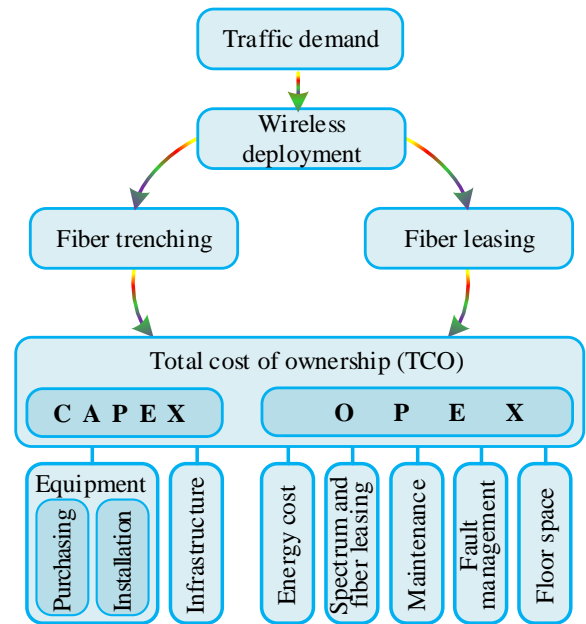 Traffic demand
Wireless
deployment
Fiber trenching
Fiber leasing
Total cost of ownership (TCO)
C A P E X
O P E X
Equipment
Purchasing
Installation
Infrastructure
Energy cost
Spectrum and
fiber leasing
Maintenance
Fault
management
Floor space